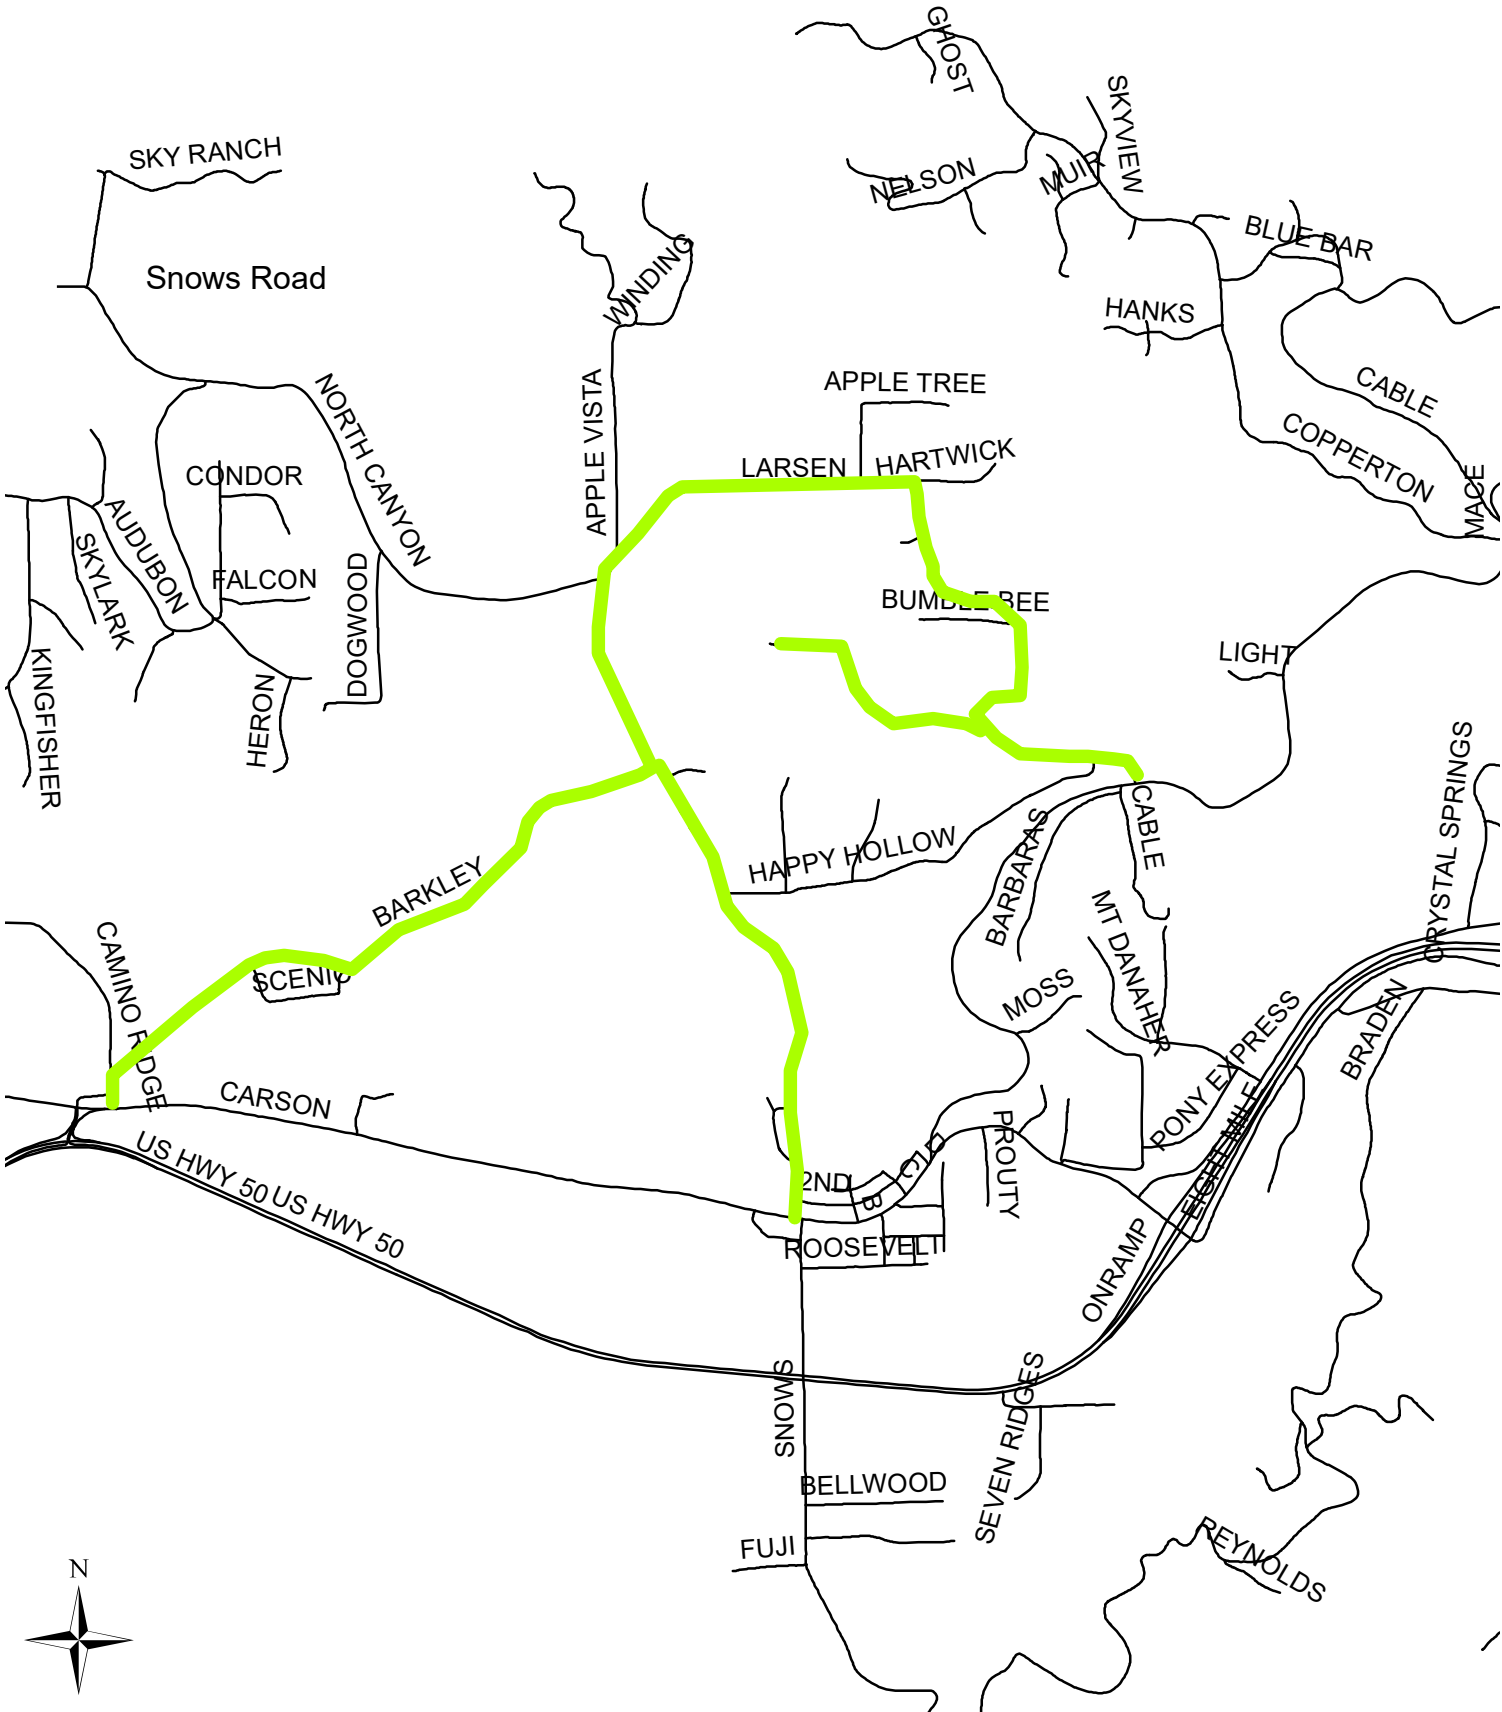 GHOST
SKYVIEW
SKY RANCH
NELSON
MUIR
BLUE BAR
WINDING
Snows Road
HANKS
APPLE TREE
CABLE
NORTH CANYON
APPLE VISTA
COPPERTON
LARSEN
HARTWICK
CONDOR
MACE
AUDUBON
SKYLARK
FALCON
DOGWOOD
BUMBLE BEE
KINGFISHER
HERON
LIGHT
CRYSTAL SPRINGS
CABLE
BARBARAS
HAPPY HOLLOW
BARKLEY
MT DANAHER
CAMINO RIDGE
SCENIC
MOSS
PONY EXPRESS
BRADEN
CARSON
EIGHT MILE
PROUTY
US HWY 50
US HWY 50
2ND
B
C
D
ROOSEVELT
ONRAMP
SNOWS
SEVEN RIDGES
BELLWOOD
FUJI
REYNOLDS
N